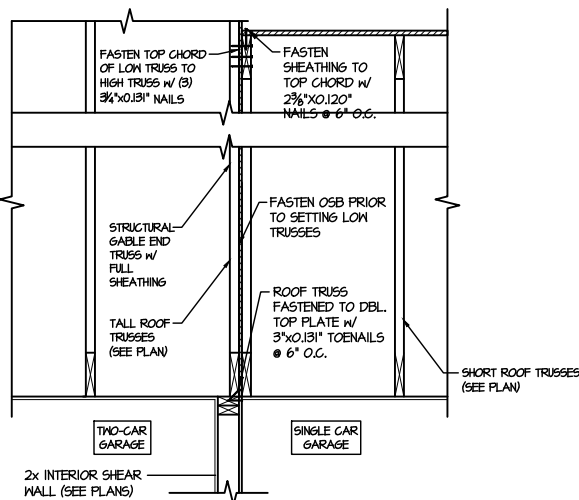 FASTEN TOP CHORD
OF LOW TRUSS TO
HIGH TRUSS W/ (3)
3¼"X0.131" NAILS
FASTEN
SHEATHING TO
TOP CHORD W/
2⅜"X0.120"
NAILS @ 6" O.C.
STRUCTURAL
GABLE END
TRUSS W/
FULL
SHEATHING
FASTEN OSB PRIOR
TO SETTING LOW
TRUSSES
TALL ROOF
TRUSSES
(SEE PLAN)
ROOF TRUSS
FASTENED TO DBL.
TOP PLATE W/
3"X0.131" TOENAILS
@ 6" O.C.
SHORT ROOF TRUSSES
(SEE PLAN)
TWO-CAR
GARAGE
SINGLE CAR
GARAGE
2x INTERIOR SHEAR
WALL (SEE PLANS)